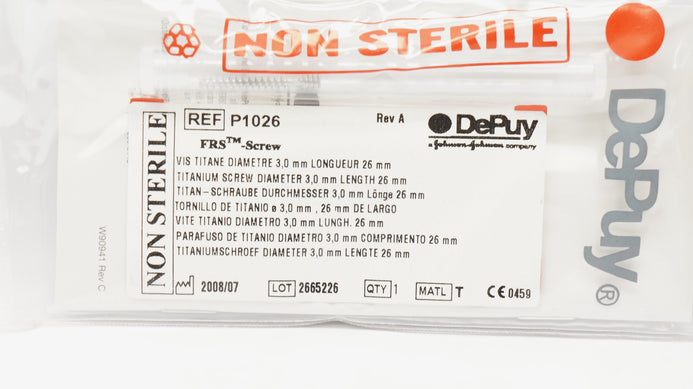 NON STERILE
NON STERILE
REF P1026
Rev A
DePuy
a Johnson-Johnson company
FRS™-Screw
VIS TITANE DIAMETRE 3,0 mm LONGUEUR 26 mm
TITANIUM SCREW DIAMETER 3,0 mm LENGTH 26 mm
TITAN-SCHRAUBE DURCHMESSER 3,0 mm Lönge 26 mm
TORNILLO DE TITANIO ø 3,0 mm , 26 mm DE LARGO
VITE TITANIO DIAMETRO 3,0 mm LUNGH. 26 mm
PARAFUSO DE TITANIO DIAMETRO 3,0 mm COMPRIMENTO 26 mm
TITANIUMSCHROEF DIAMETER 3,0 mm LENGTE 26 mm
2008/07 LOT 2665226 QTY 1 MATL T CE 0459
W90941 Rev C
DePuy®